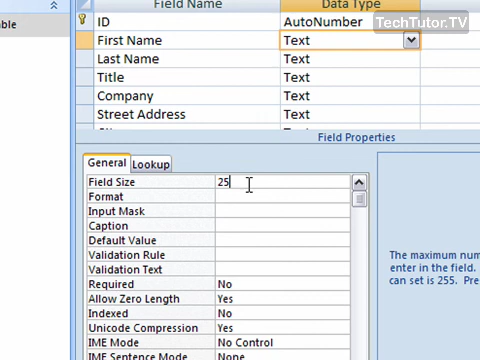 Field Name Data Type
TechTutor.TV
able
ID AutoNumber
First Name Text
Last Name Text
Title Text
Company Text
Street Address Text
Field Properties
General Lookup
Field Size 25
Format
Input Mask
Caption
Default Value
Validation Rule
Validation Text
Required No
Allow Zero Length Yes
Indexed No
Unicode Compression Yes
IME Mode No Control
IME Sentence Mode None
The maximum num
enter in the field.
can set is 255. Pre